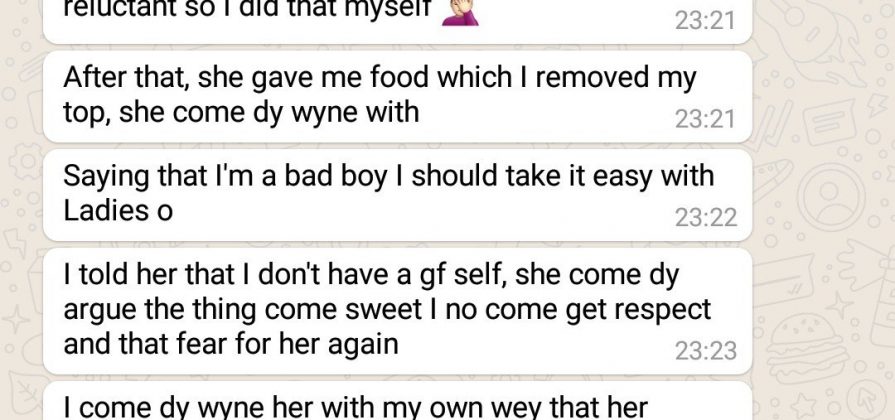 reluctant so I did that myself 🤦
23:21
After that, she gave me food which I removed my
top, she come dy wyne with
23:21
Saying that I'm a bad boy I should take it easy with
Ladies o
23:22
I told her that I don't have a gf self, she come dy
argue the thing come sweet I no come get respect
and that fear for her again
23:23
I come dy wyne her with my own wey that her